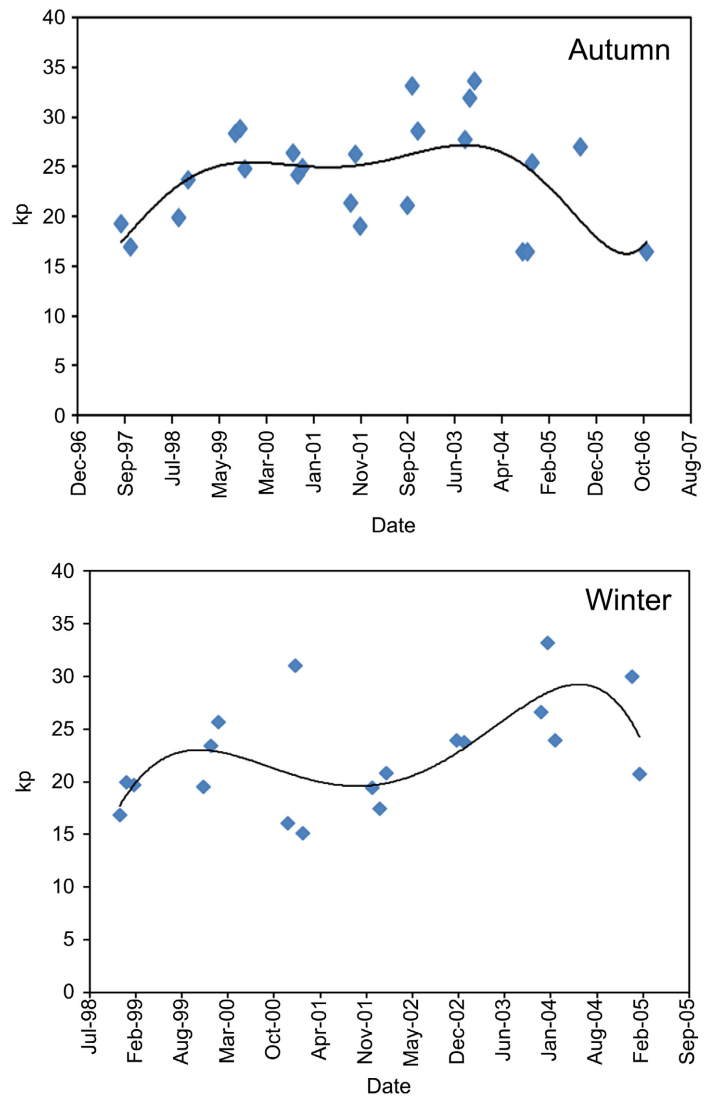 Autumn
40
35
30
25
20
15
10
5
0
kp
Dec-96 Sep-97 Jul-98 May-99 Mar-00 Jan-01 Nov-01 Sep-02 Jun-03 Apr-04 Feb-05 Dec-05 Oct-06 Aug-07
Date
Winter
40
35
30
25
20
15
10
5
0
kp
Jul-98 Feb-99 Aug-99 Mar-00 Oct-00 Apr-01 Nov-01 May-02 Dec-02 Jun-03 Jan-04 Aug-04 Feb-05 Sep-05
Date